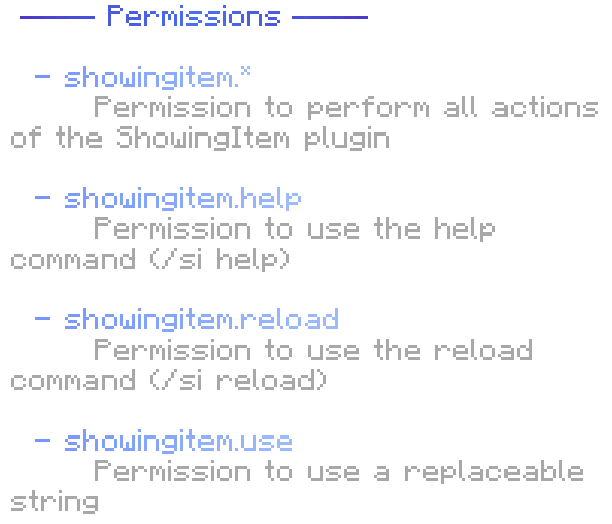 ——— Permissions ———
- showingitem.*
Permission to perform all actions
of the ShowingItem plugin
- showingitem.help
Permission to use the help
command (/si help)
- showingitem.reload
Permission to use the reload
command (/si reload)
- showingitem.use
Permission to use a replaceable
string